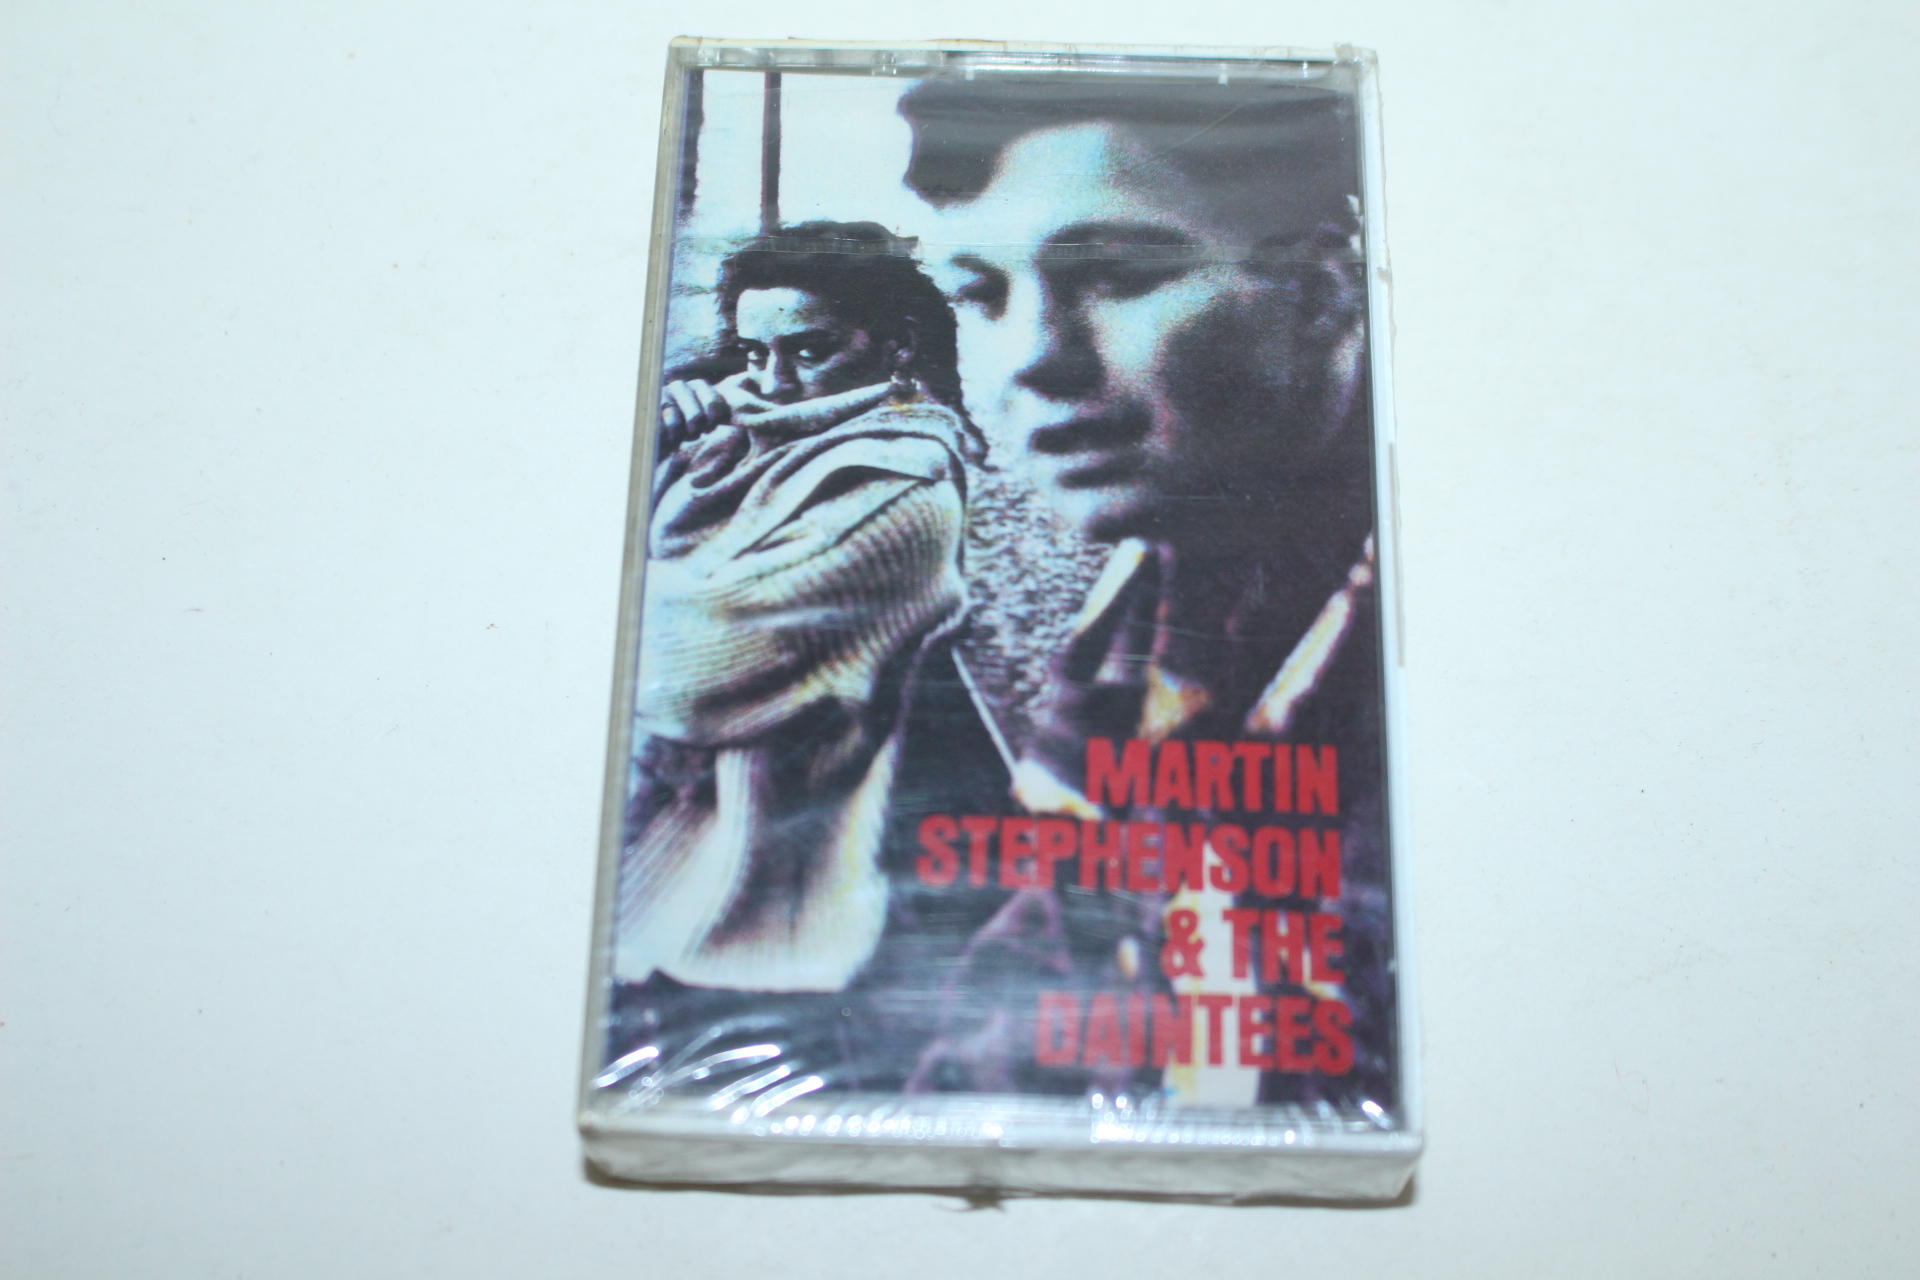 MARTIN
STEPHENSON
& THE
DAINTEES